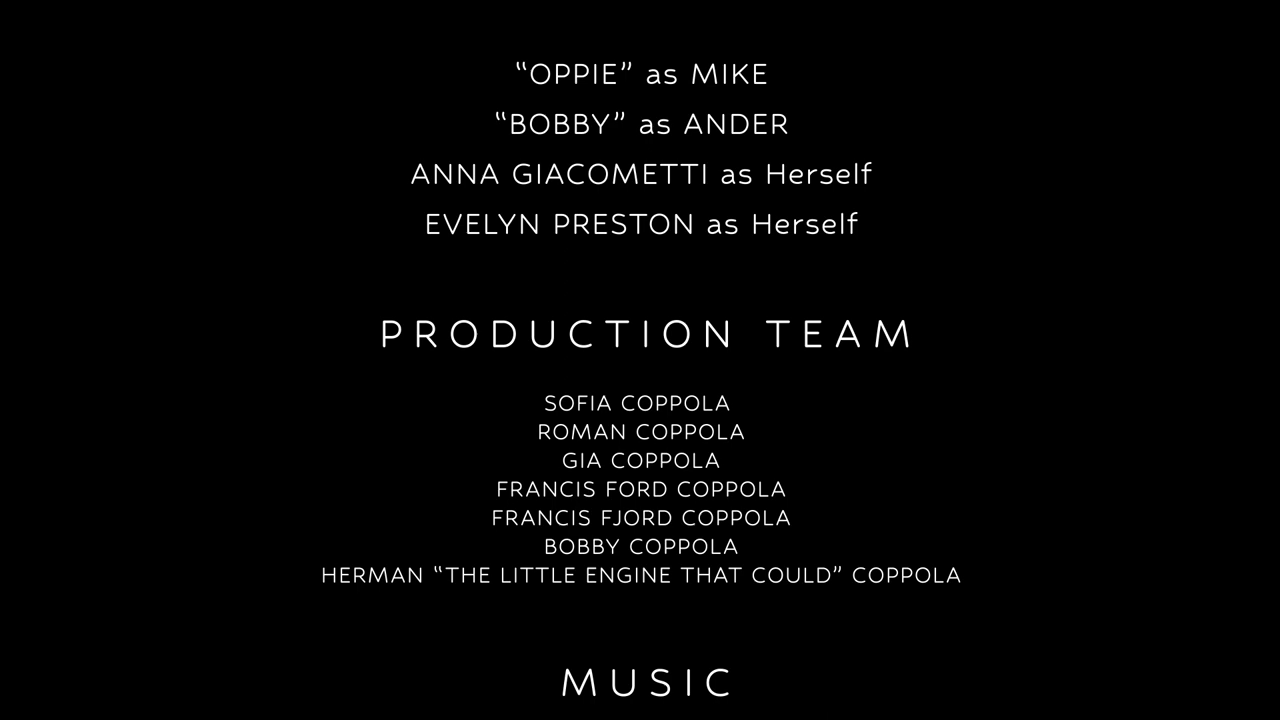 “OPPIE” as MIKE
“BOBBY” as ANDER
ANNA GIACOMETTI as Herself
EVELYN PRESTON as Herself
PRODUCTION TEAM
SOFIA COPPOLA
ROMAN COPPOLA
GIA COPPOLA
FRANCIS FORD COPPOLA
FRANCIS FJORD COPPOLA
BOBBY COPPOLA
HERMAN “THE LITTLE ENGINE THAT COULD” COPPOLA
MUSIC